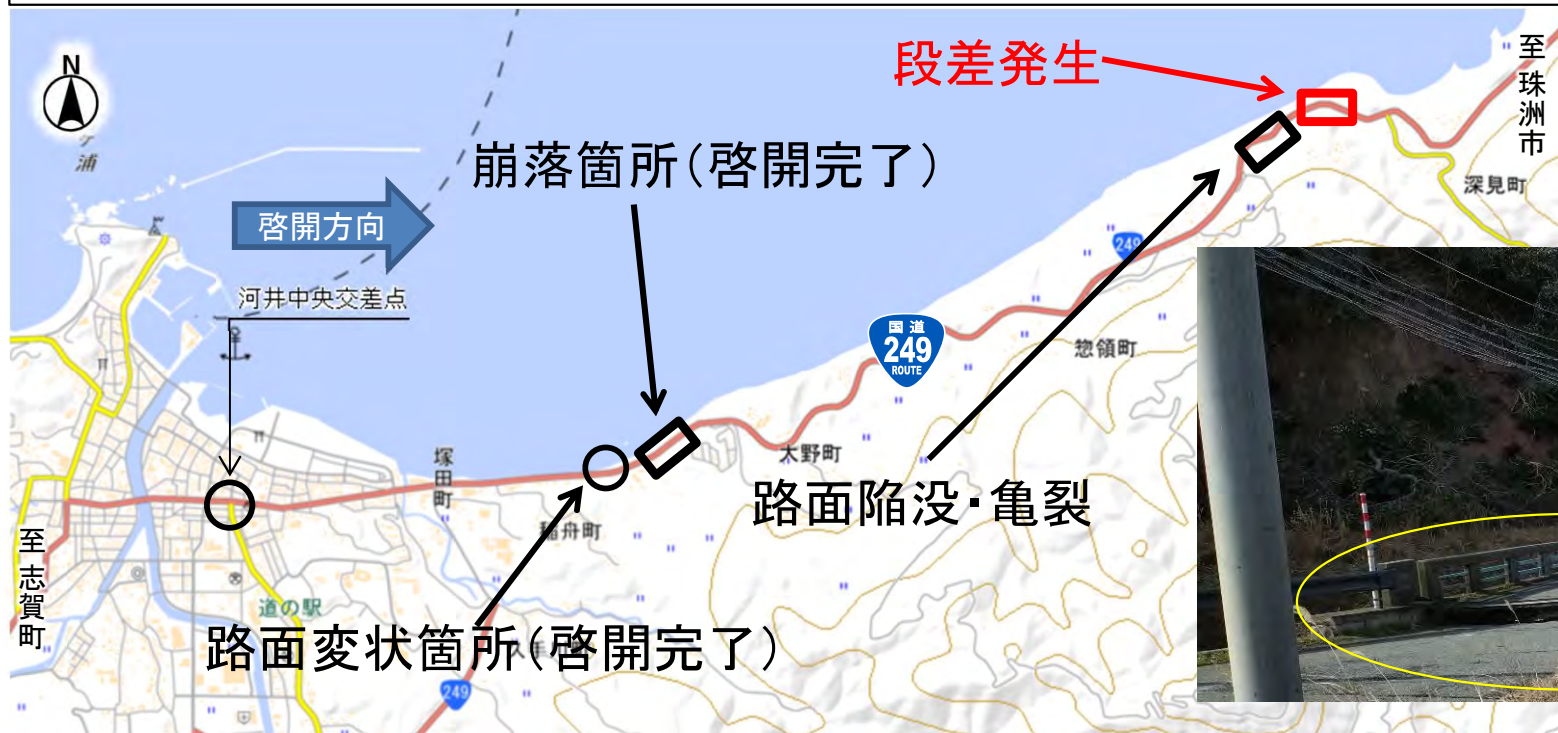 N
ケ
浦
啓開方向
河井中央交差点
崩落箇所(啓開完了)
段差発生
至珠洲市
深見町
249
国道
249
ROUTE
惣領町
大野町
塚田町
稲舟町
路面陥没・亀裂
至志賀町
道の駅
路面変状箇所(啓開完了)
249